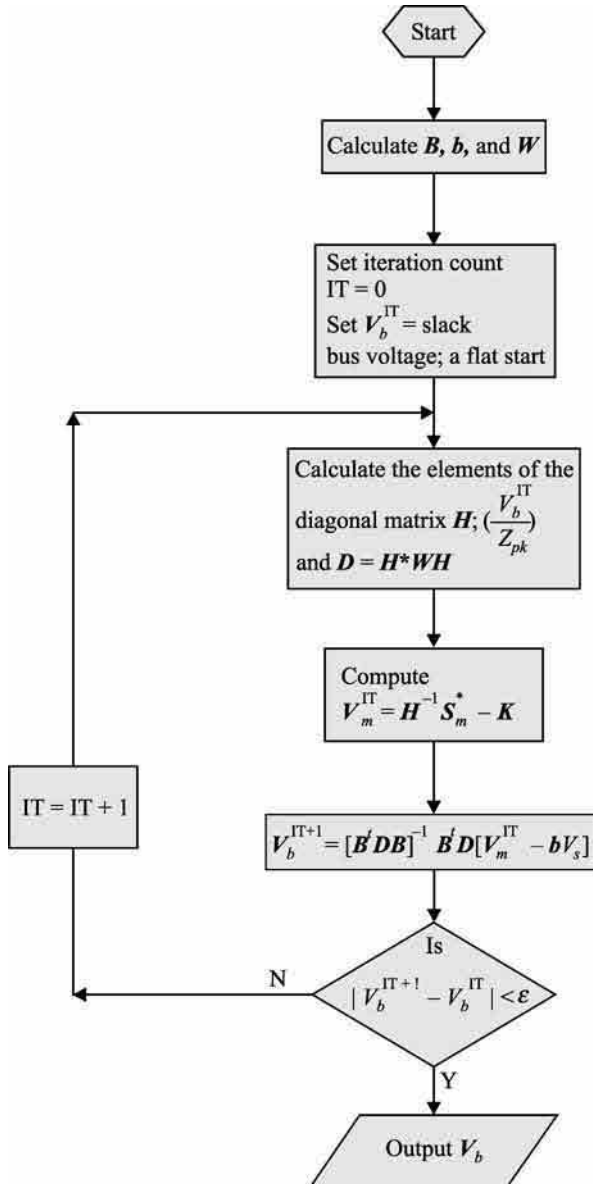 Start
Calculate B, b, and W
Set iteration count
IT = 0
Set V_b^IT = slack
bus voltage; a flat start
Calculate the elements of the
diagonal matrix H; (V_b^IT / Z_pk)
and D = H*WH
Compute
V_m^IT = H^–1 S_m^* – K
IT = IT + 1
V_b^IT+1 = [B^t DB]^–1 B^t D[V_m^IT – bV_s]
Is
N
| V_b^IT + ! – V_b^IT | < ε
Y
Output V_b